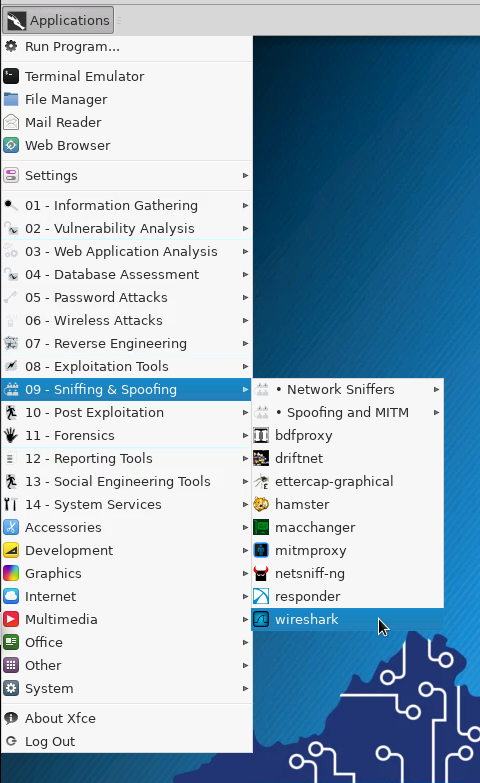 Applications
Run Program...
Terminal Emulator
File Manager
Mail Reader
Web Browser
Settings
01 - Information Gathering
02 - Vulnerability Analysis
03 - Web Application Analysis
04 - Database Assessment
05 - Password Attacks
06 - Wireless Attacks
07 - Reverse Engineering
08 - Exploitation Tools
09 - Sniffing & Spoofing
10 - Post Exploitation
11 - Forensics
12 - Reporting Tools
13 - Social Engineering Tools
14 - System Services
Accessories
Development
Graphics
Internet
Multimedia
Office
Other
System
About Xfce
Log Out
• Network Sniffers
• Spoofing and MITM
bdfproxy
driftnet
ettercap-graphical
hamster
macchanger
mitmproxy
netsniff-ng
responder
wireshark